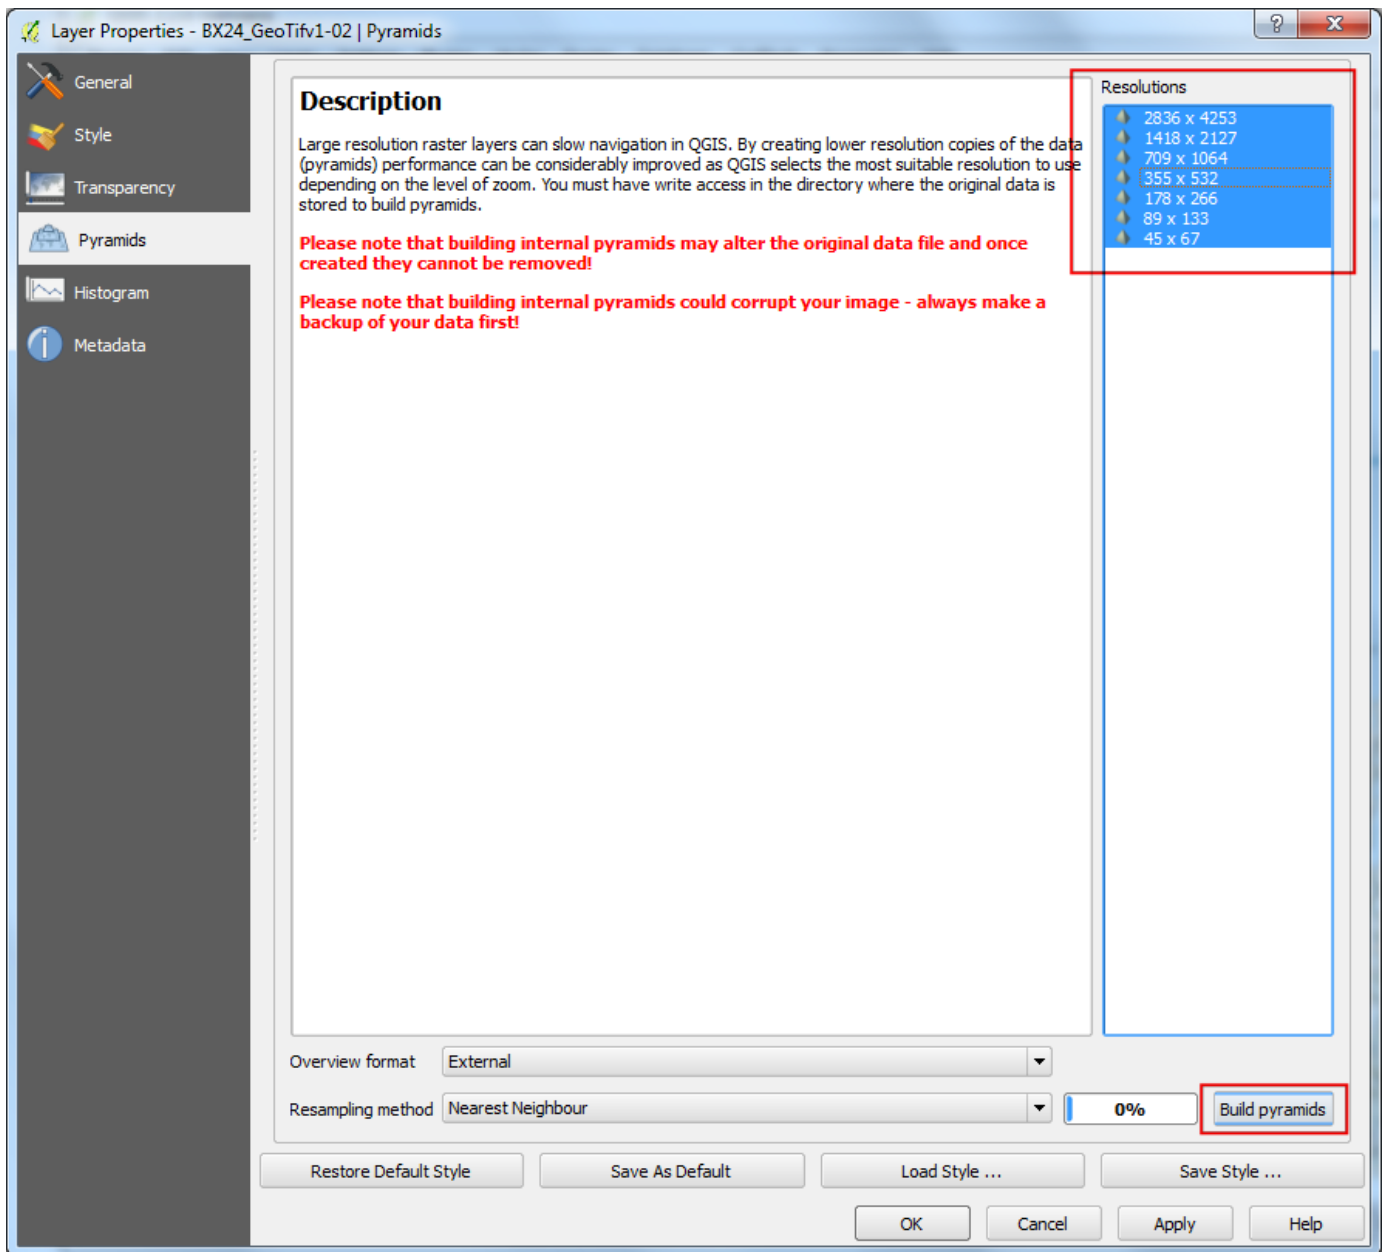 Layer Properties - BX24_GeoTifv1-02 | Pyramids
General
Style
Transparency
Pyramids
Histogram
Metadata
Description
Large resolution raster layers can slow navigation in QGIS. By creating lower resolution copies of the data
(pyramids) performance can be considerably improved as QGIS selects the most suitable resolution to use
depending on the level of zoom. You must have write access in the directory where the original data is
stored to build pyramids.
Please note that building internal pyramids may alter the original data file and once
created they cannot be removed!
Please note that building internal pyramids could corrupt your image - always make a
backup of your data first!
Resolutions
2836 x 4253
1418 x 2127
709 x 1064
355 x 532
178 x 266
89 x 133
45 x 67
Overview format External
Resampling method Nearest Neighbour 0% Build pyramids
Restore Default Style Save As Default Load Style ... Save Style ...
OK Cancel Apply Help